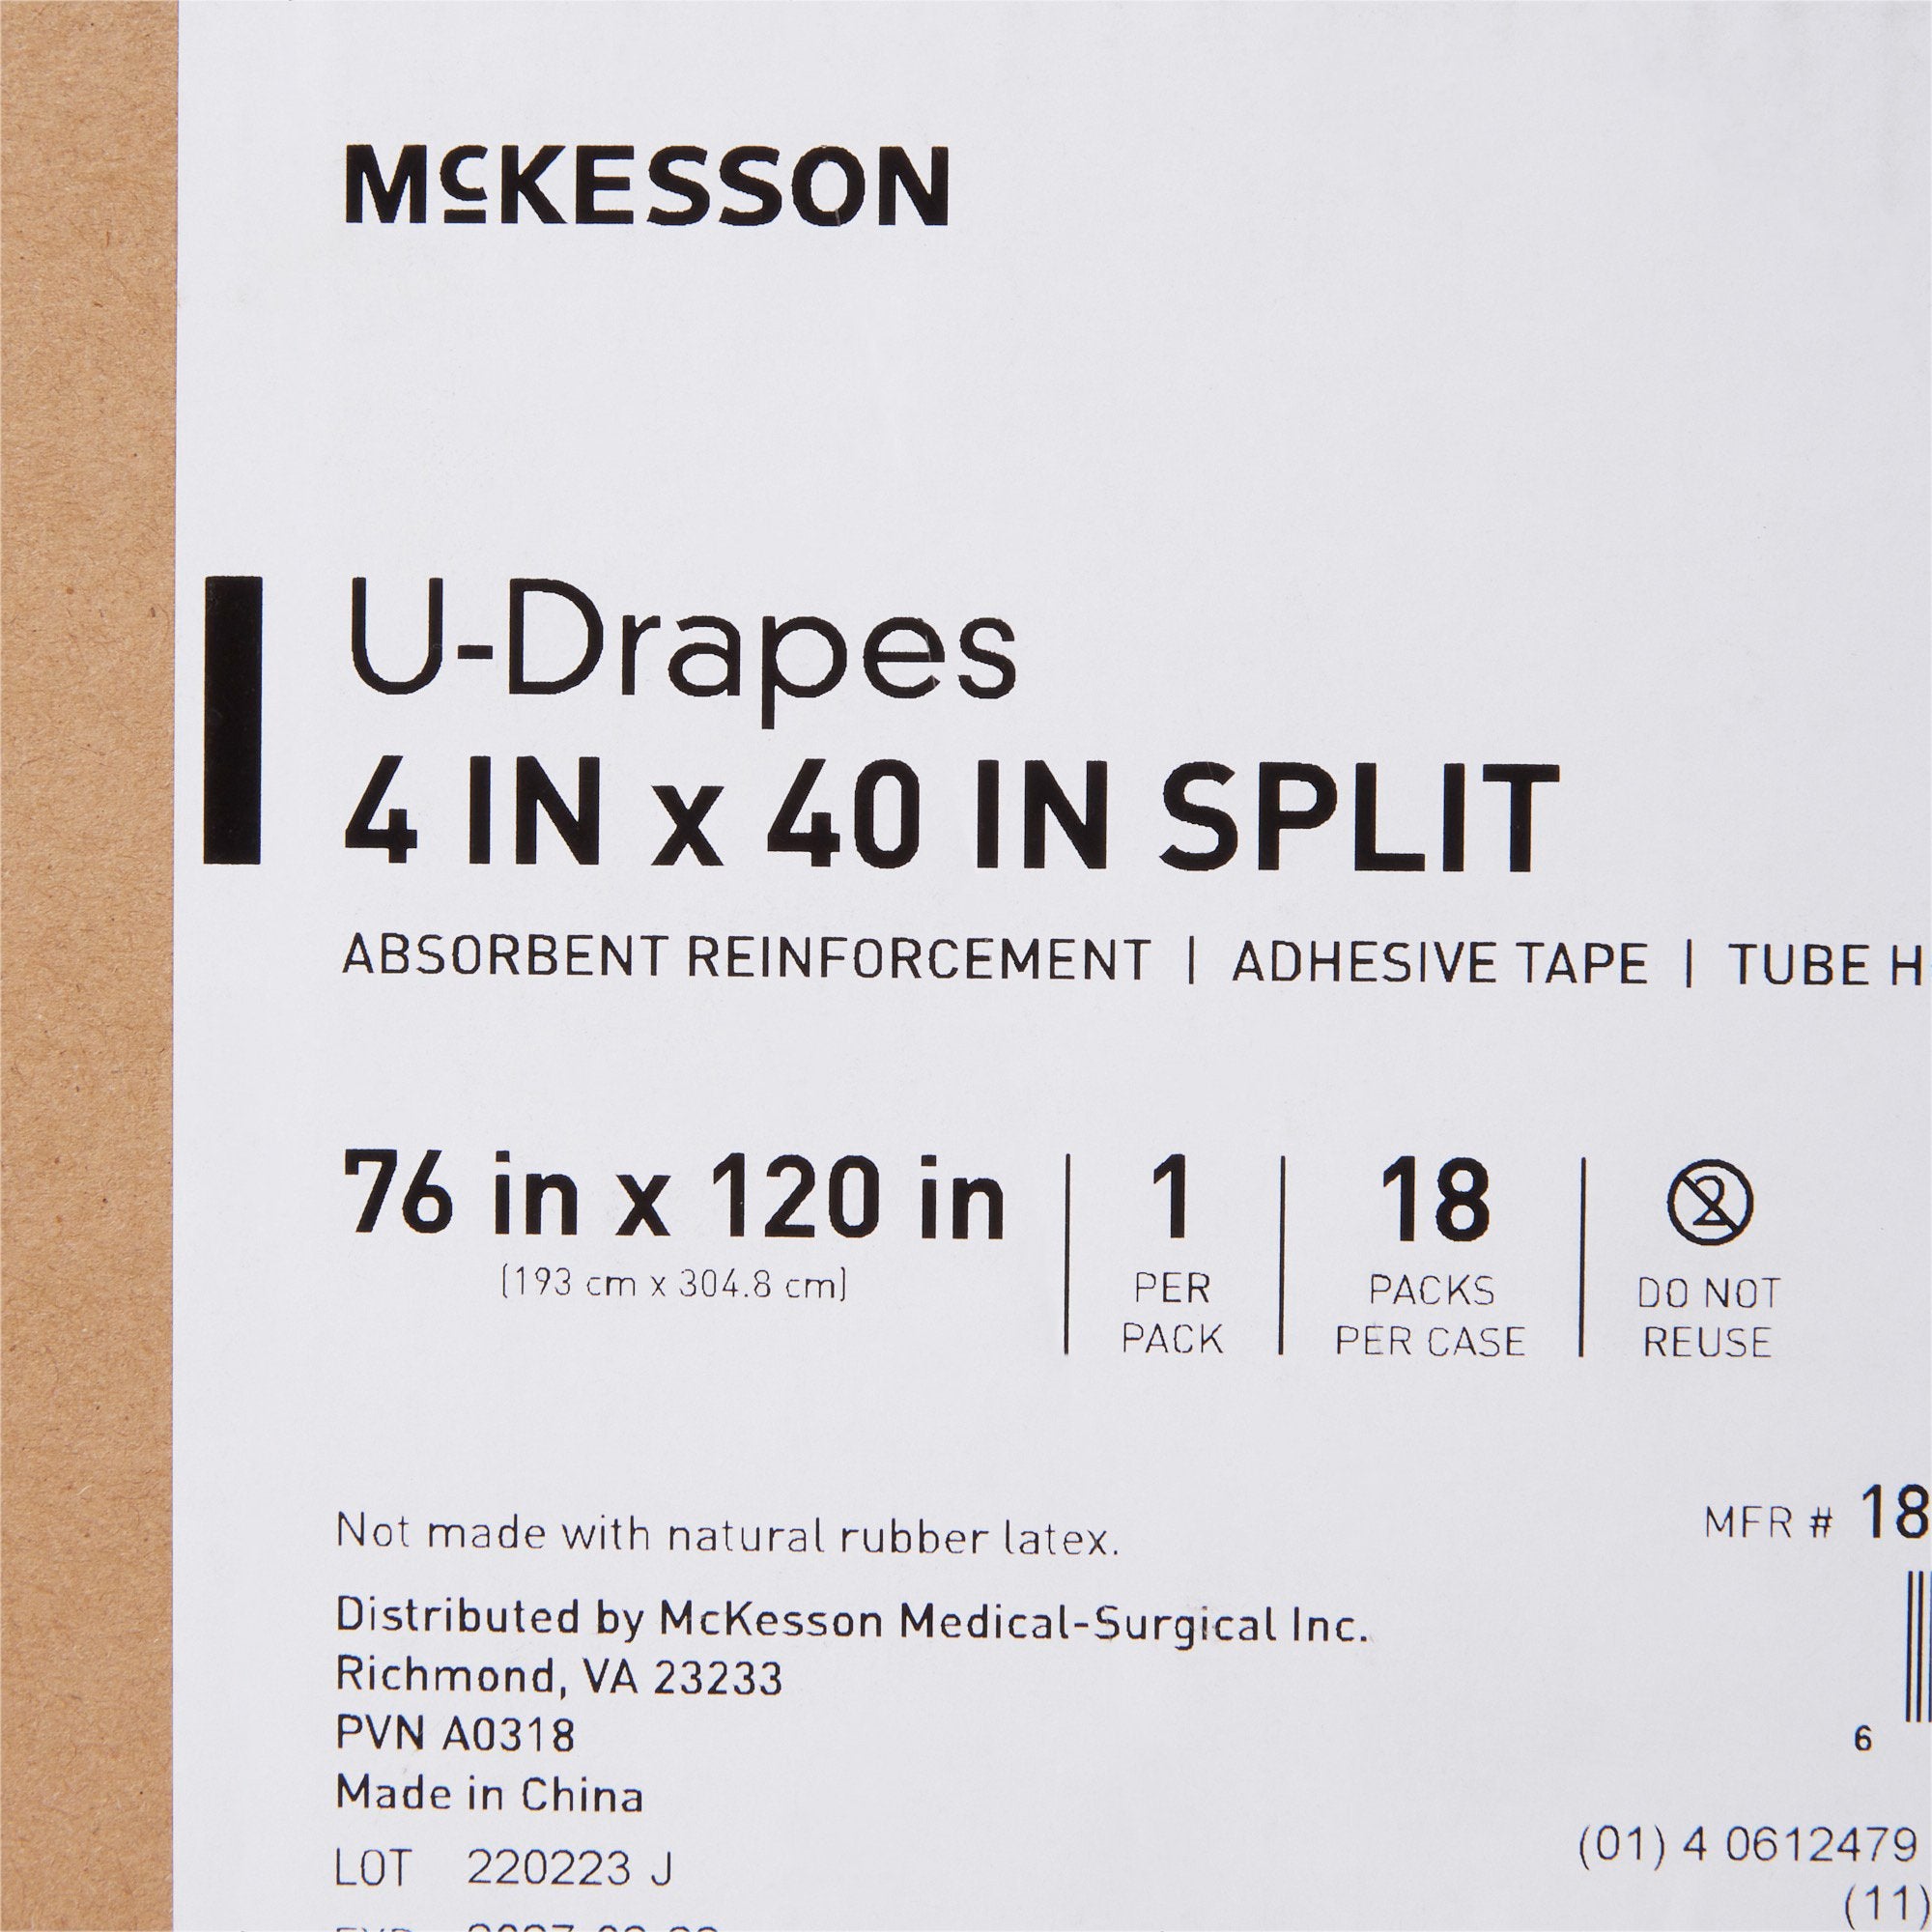 McKESSON
U-Drapes
4 IN x 40 IN SPLIT
ABSORBENT REINFORCEMENT | ADHESIVE TAPE | TUBE H
76 in x 120 in
(193 cm x 304.8 cm)
1
PER
PACK
18
PACKS
PER CASE
2
DO NOT
REUSE
Not made with natural rubber latex.
MFR # 18
Distributed by McKesson Medical-Surgical Inc.
Richmond, VA 23233
PVN A0318
6
Made in China
(01) 4 0612479
LOT 220223 J
(11)